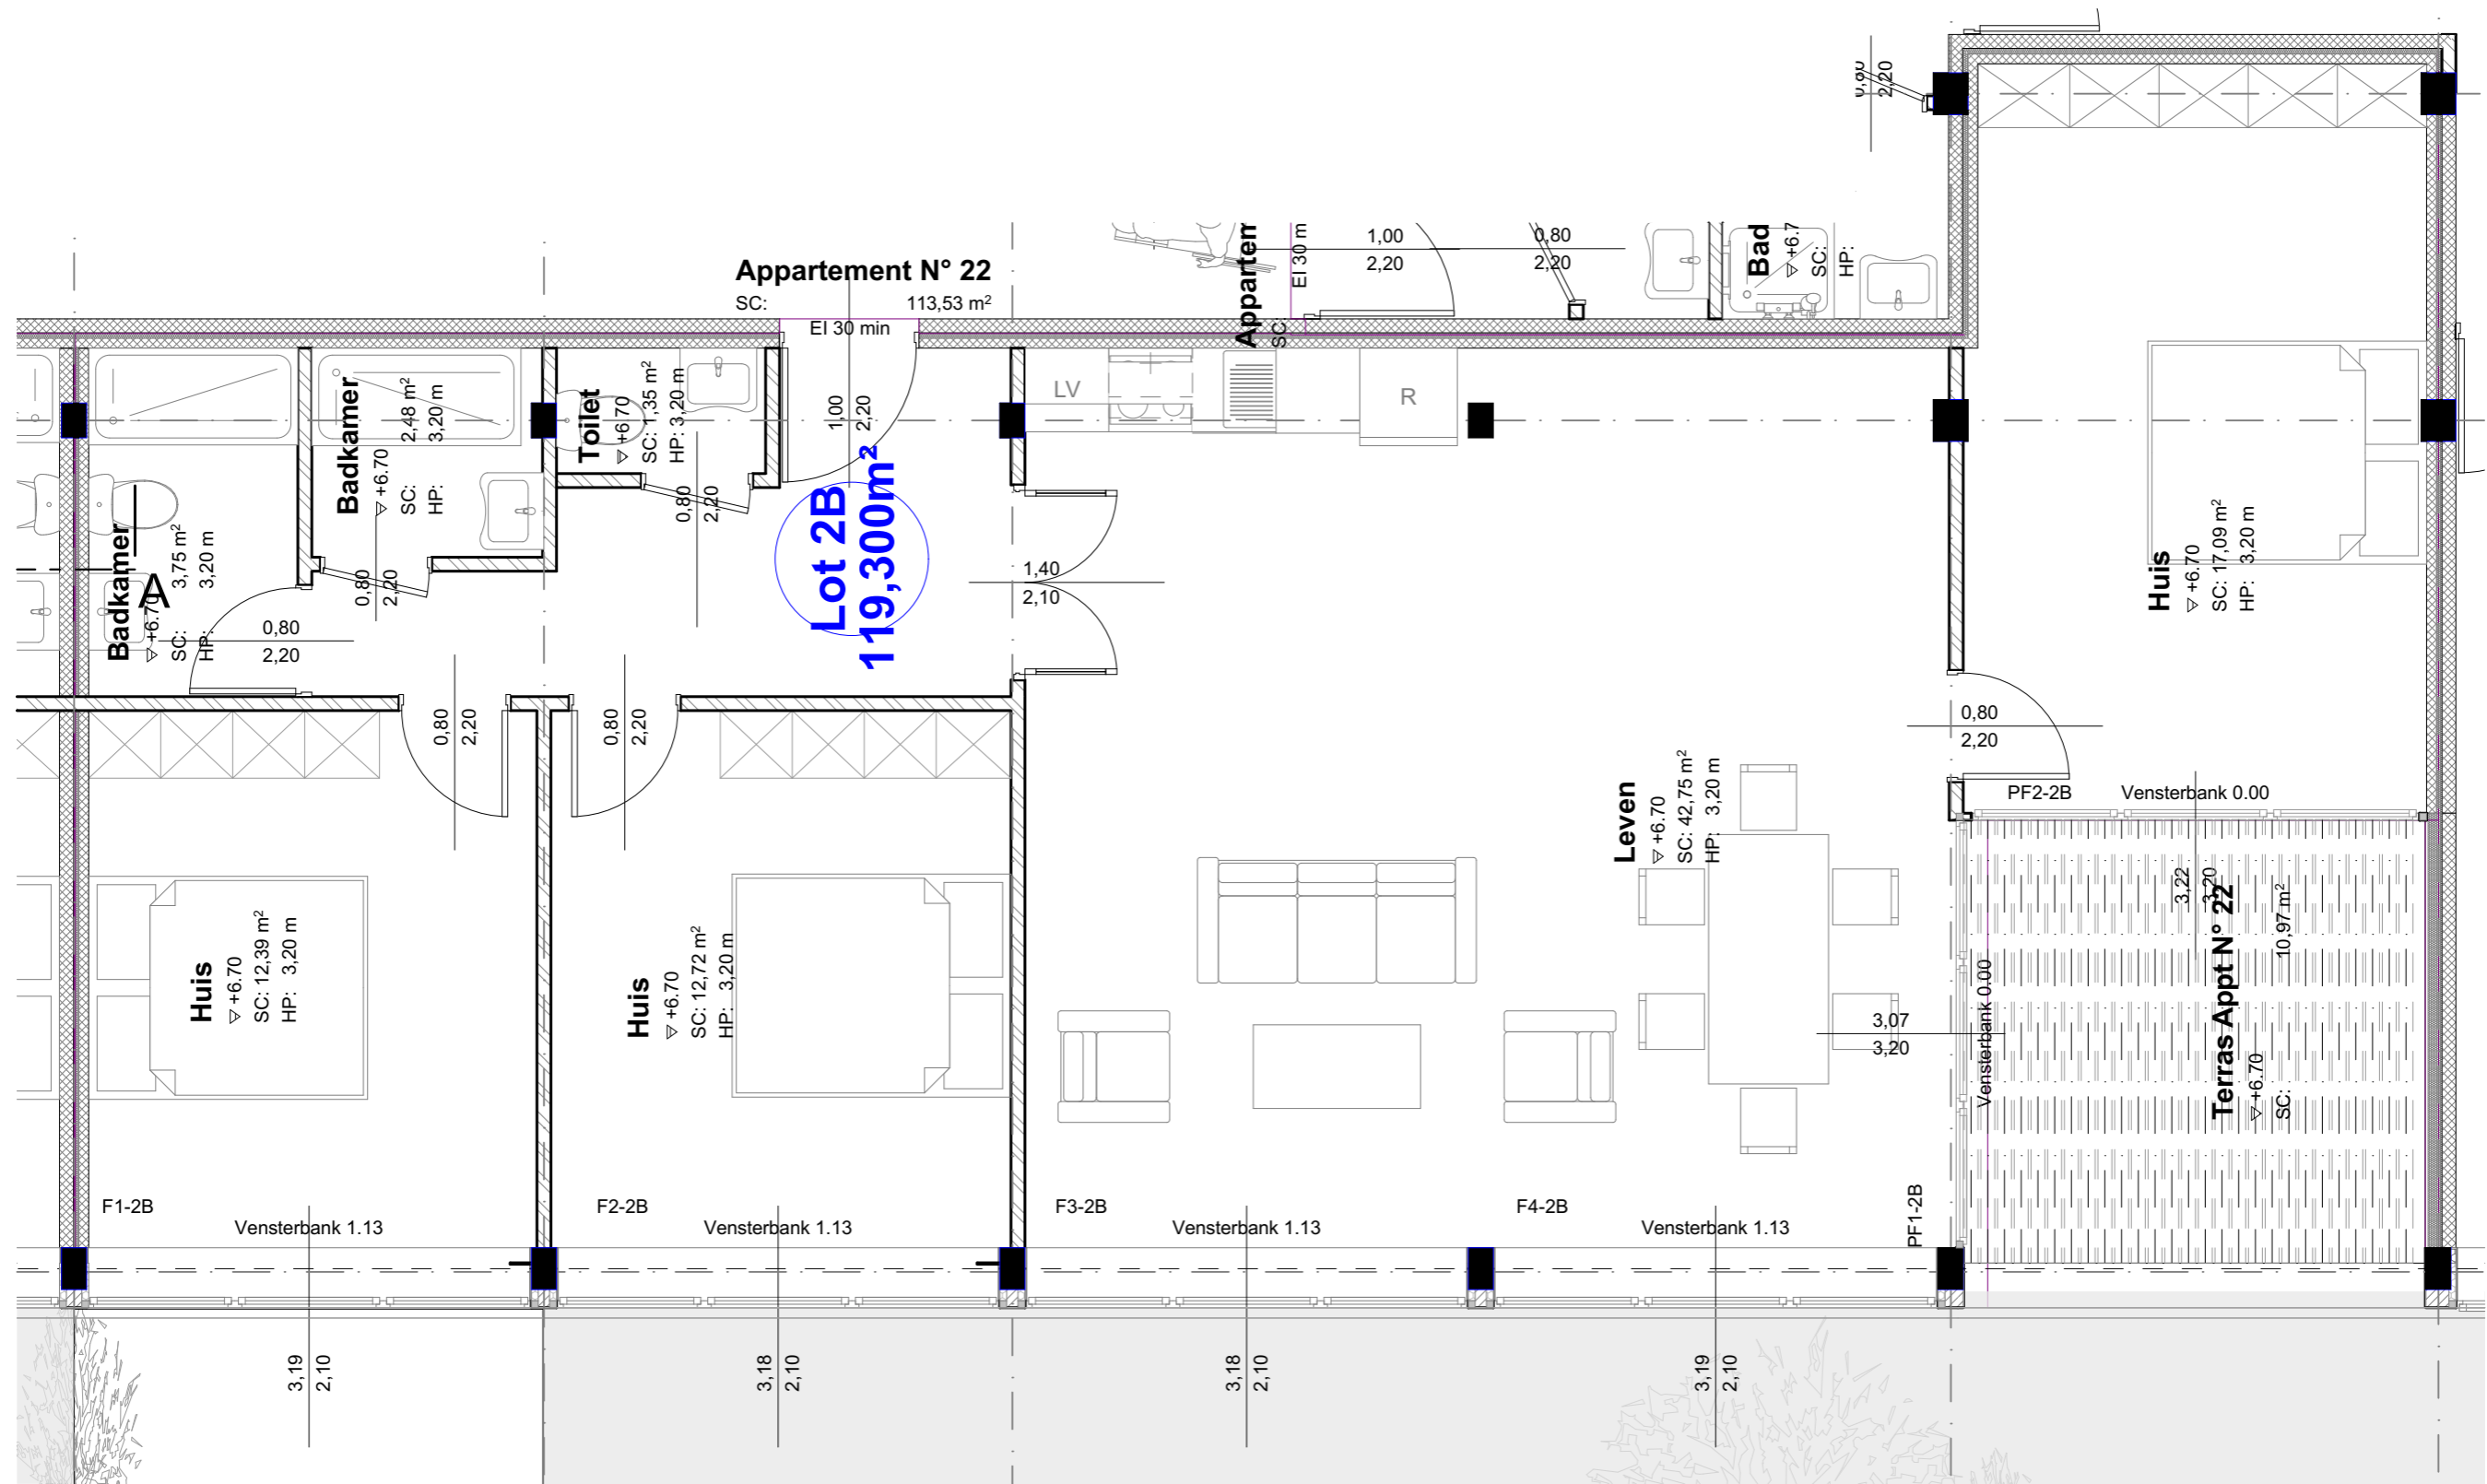 0,80
2,20
Appartement N° 22
SC: 113,53 m²
EI 30 min
Apparten
SC:
EI 30 m
1,00
2,20
0,80
2,20
Bad
+6.7
SC:
HP:
Badkamer
+6.70
SC: 3,75 m²
HP: 3,20 m
A
Badkamer
+6.70
SC: 2,48 m²
HP: 3,20 m
Toilet
+6.70
SC: 1,35 m²
HP: 3,20 m
1,00
2,20
Lot 2B
119,300m²
LV
R
0,80
2,20
0,80
2,20
0,80
2,20
1,40
2,10
0,80
2,20
0,80
2,20
Huis
+6.70
SC: 17,09 m²
HP: 3,20 m
0,80
2,20
PF2-2B
Vensterbank 0.00
Huis
+6.70
SC: 12,39 m²
HP: 3,20 m
Huis
+6.70
SC: 12,72 m²
HP: 3,20 m
Leven
+6.70
SC: 42,75 m²
HP: 3,20 m
3,22
3,20
Terras Appt N° 22
+6.70
SC: 10,97 m²
3,07
3,20
Vensterbank 0.00
PF1-2B
F1-2B
Vensterbank 1.13
F2-2B
Vensterbank 1.13
F3-2B
Vensterbank 1.13
F4-2B
Vensterbank 1.13
3,19
2,10
3,18
2,10
3,18
2,10
3,19
2,10